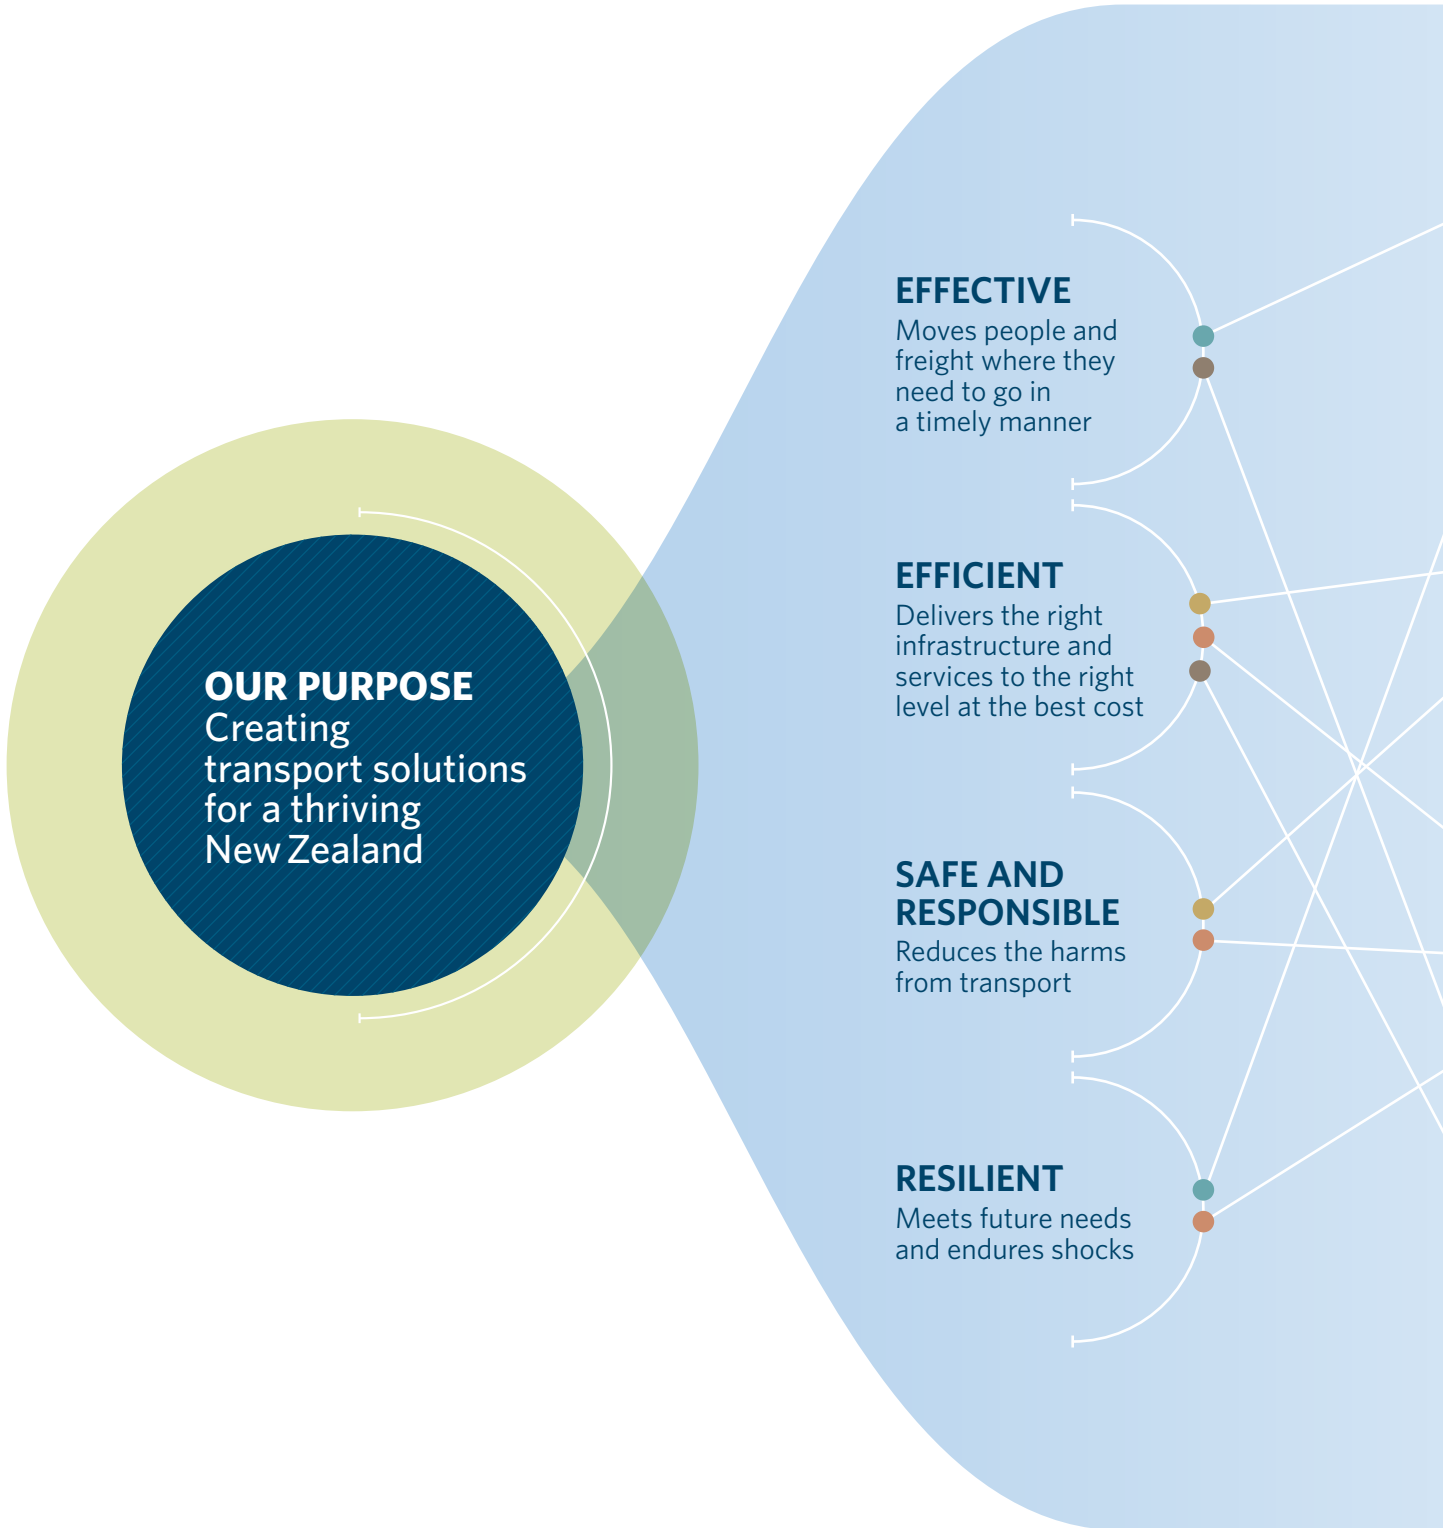 OUR PURPOSE
Creating
transport solutions
for a thriving
New Zealand
EFFECTIVE
Moves people and
freight where they
need to go in
a timely manner
EFFICIENT
Delivers the right
infrastructure and
services to the right
level at the best cost
SAFE AND
RESPONSIBLE
Reduces the harms
from transport
RESILIENT
Meets future needs
and endures shocks